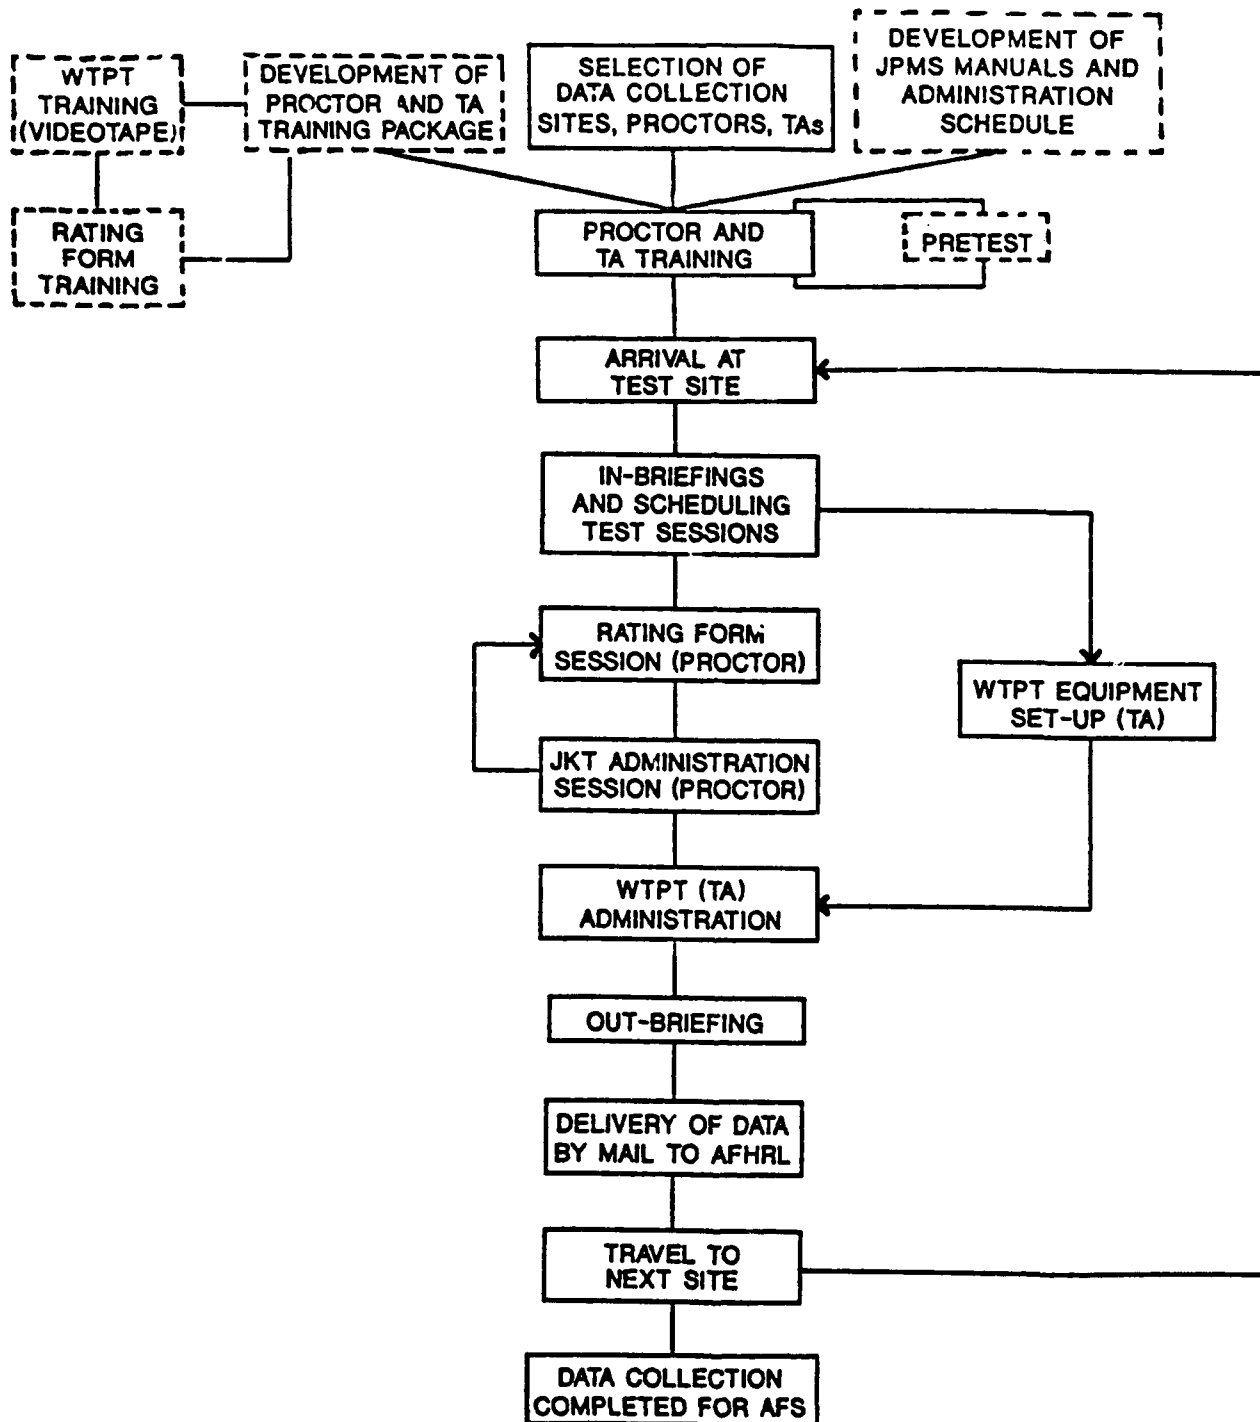 WTPT
TRAINING
(VIDEOTAPE)
DEVELOPMENT OF
PROCTOR AND TA
TRAINING PACKAGE
SELECTION OF
DATA COLLECTION
SITES, PROCTORS, TAs
DEVELOPMENT OF
JPMS MANUALS AND
ADMINISTRATION
SCHEDULE
RATING
FORM
TRAINING
PROCTOR AND
TA TRAINING
PRETEST
ARRIVAL AT
TEST SITE
IN-BRIEFINGS
AND SCHEDULING
TEST SESSIONS
RATING FORM
SESSION (PROCTOR)
WTPT EQUIPMENT
SET-UP (TA)
JKT ADMINISTRATION
SESSION (PROCTOR)
WTPT (TA)
ADMINISTRATION
OUT-BRIEFING
DELIVERY OF DATA
BY MAIL TO AFHRL
TRAVEL TO
NEXT SITE
DATA COLLECTION
COMPLETED FOR AFS